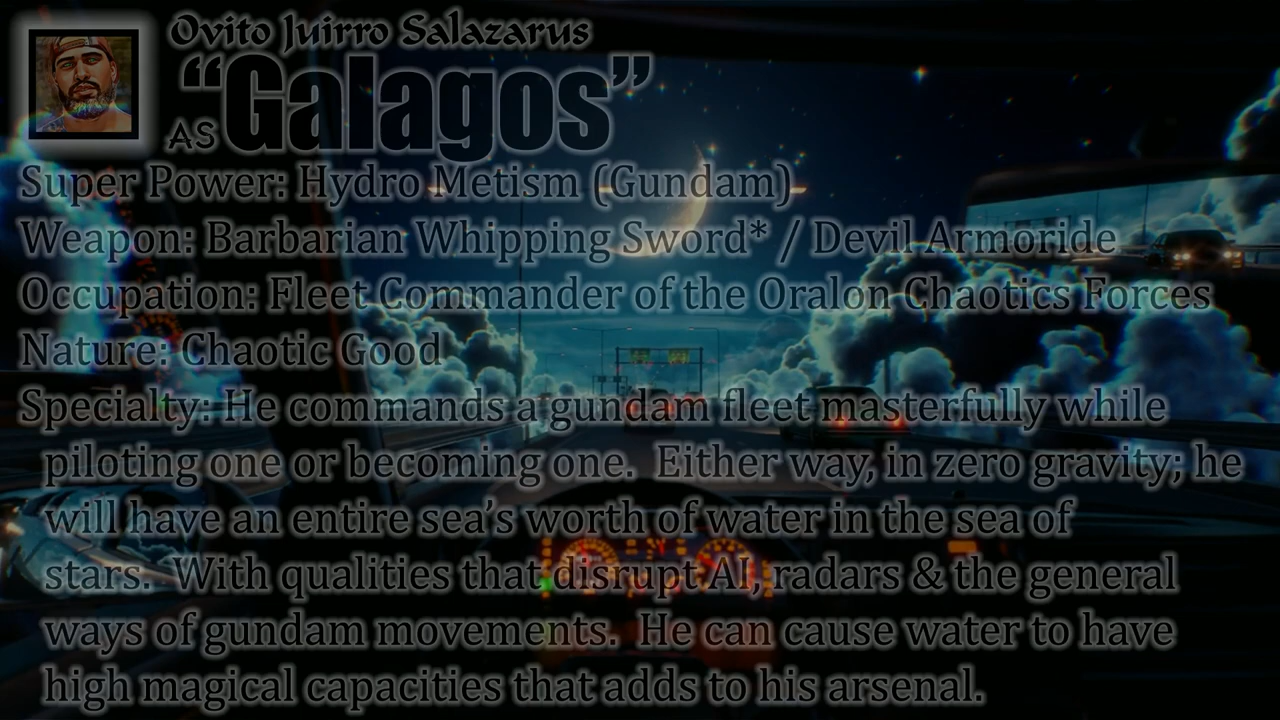 Ovito Juirro Salazarus
AS “Galagos”
Super Power: Hydro Metism (Gundam)
Weapon: Barbarian Whipping Sword* / Devil Armoride
Occupation: Fleet Commander of the Oralon Chaotics Forces
Nature: Chaotic Good
Specialty: He commands a gundam fleet masterfully while
piloting one or becoming one.  Either way, in zero gravity; he
will have an entire sea’s worth of water in the sea of
stars.  With qualities that disrupt AI, radars & the general
ways of gundam movements.  He can cause water to have
high magical capacities that adds to his arsenal.